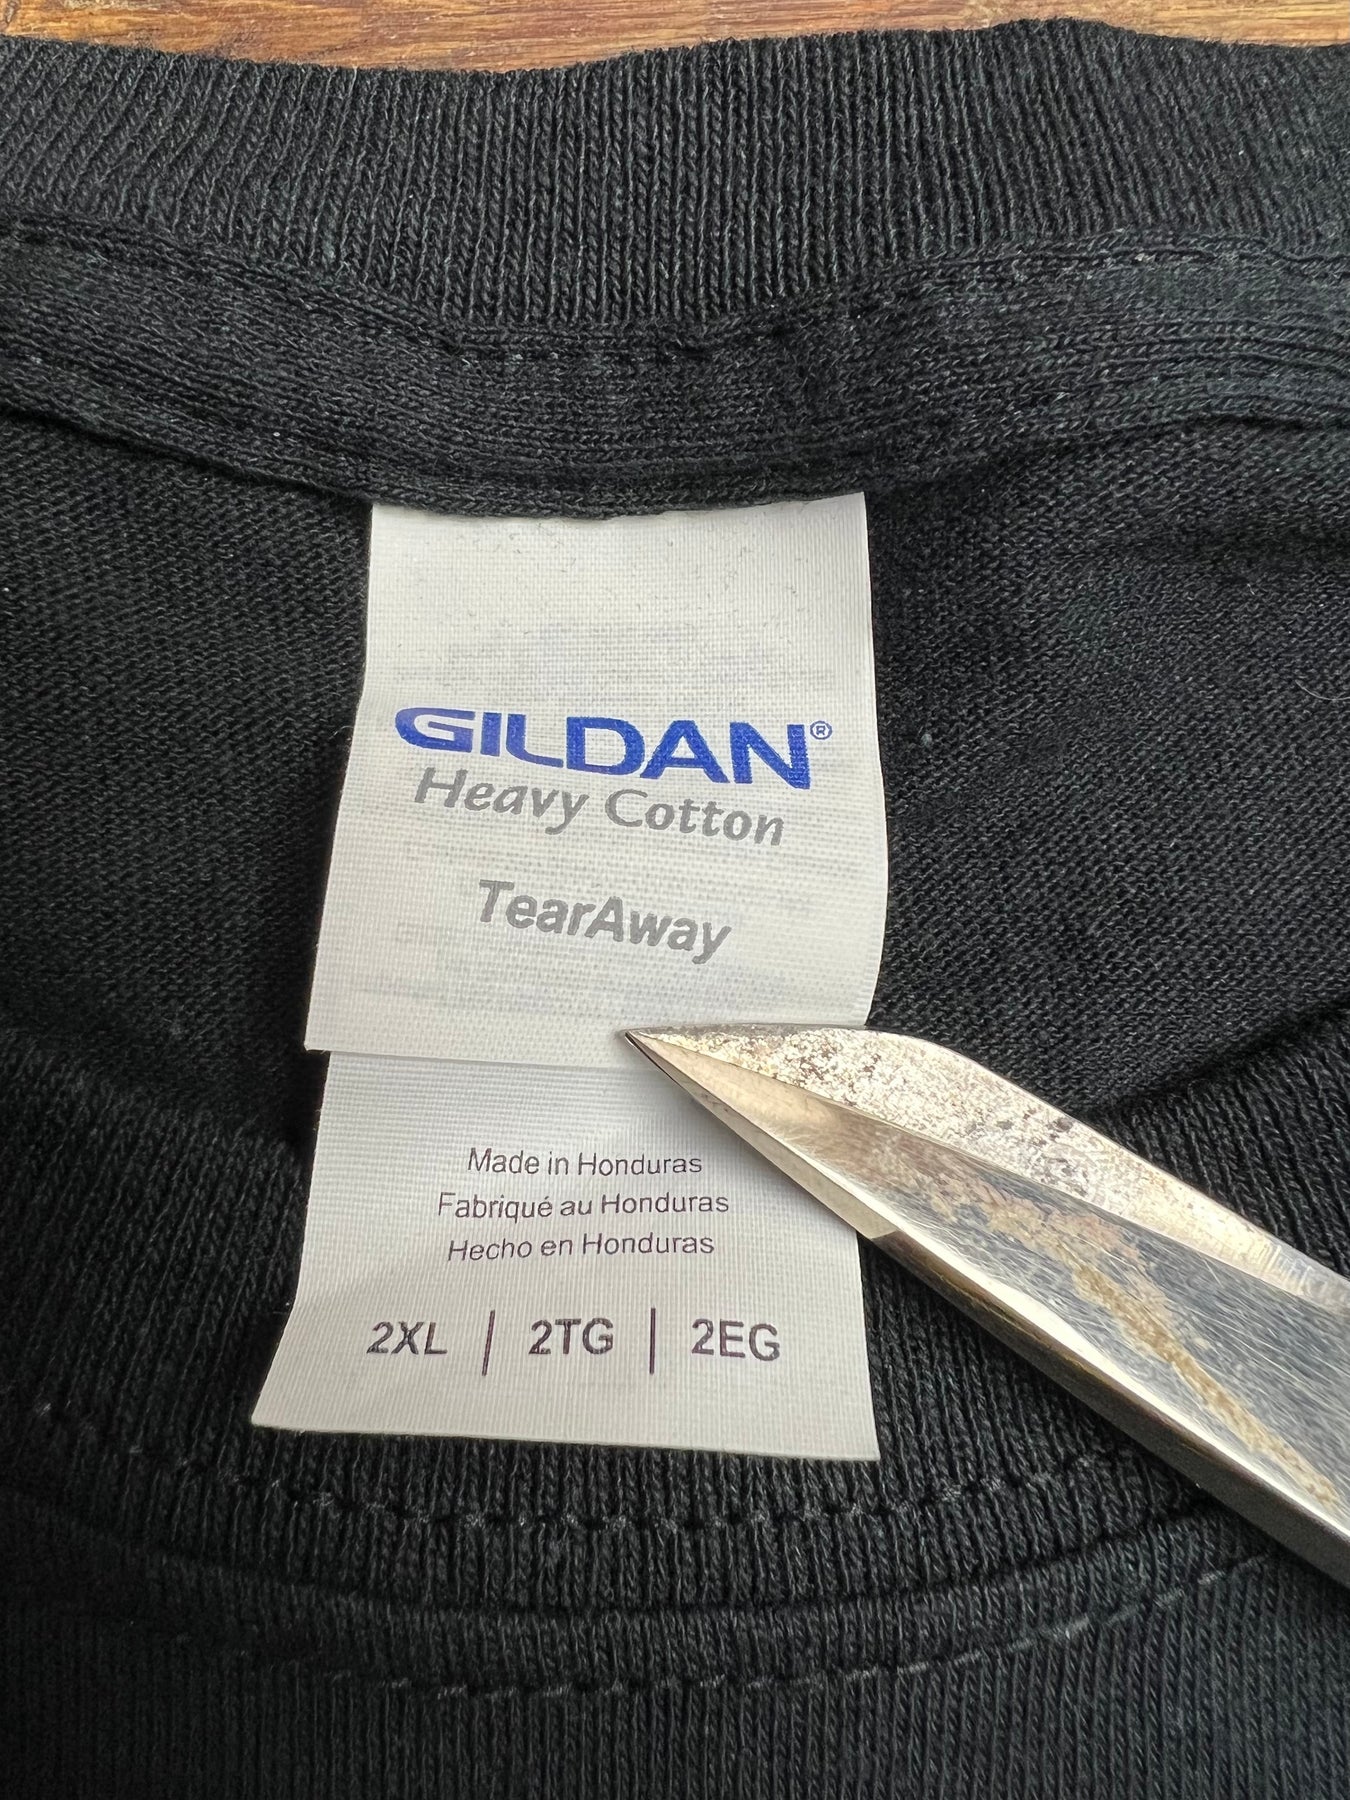 GILDAN®
Heavy Cotton
TearAway
Made in Honduras
Fabriqué au Honduras
Hecho en Honduras
2XL | 2TG | 2EG